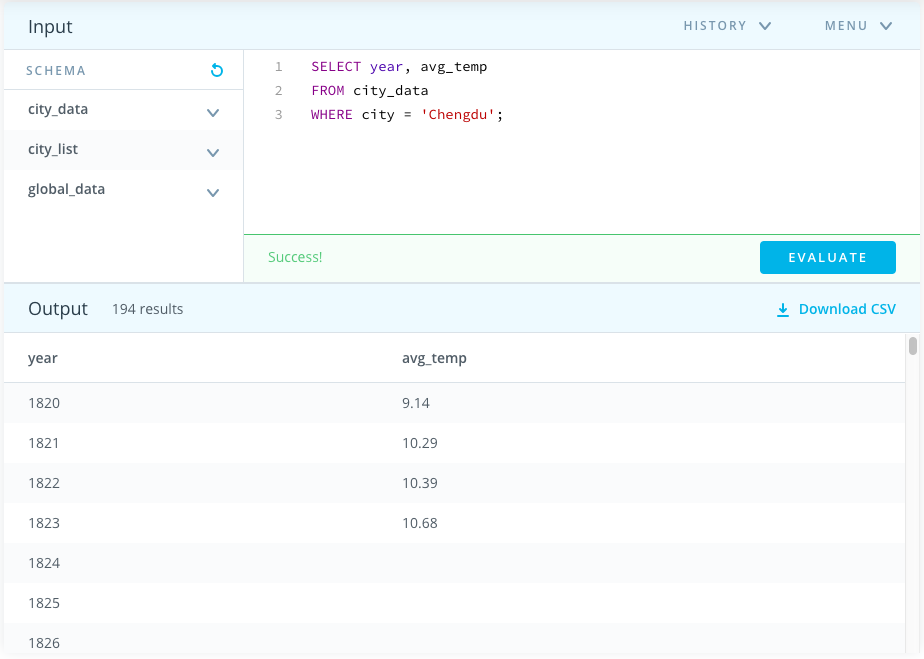 Input
HISTORY
MENU
SCHEMA
city_data
city_list
global_data
1 SELECT year, avg_temp
2 FROM city_data
3 WHERE city = 'Chengdu';
Success!
EVALUATE
Output 194 results
Download CSV
year avg_temp
1820 9.14
1821 10.29
1822 10.39
1823 10.68
1824
1825
1826